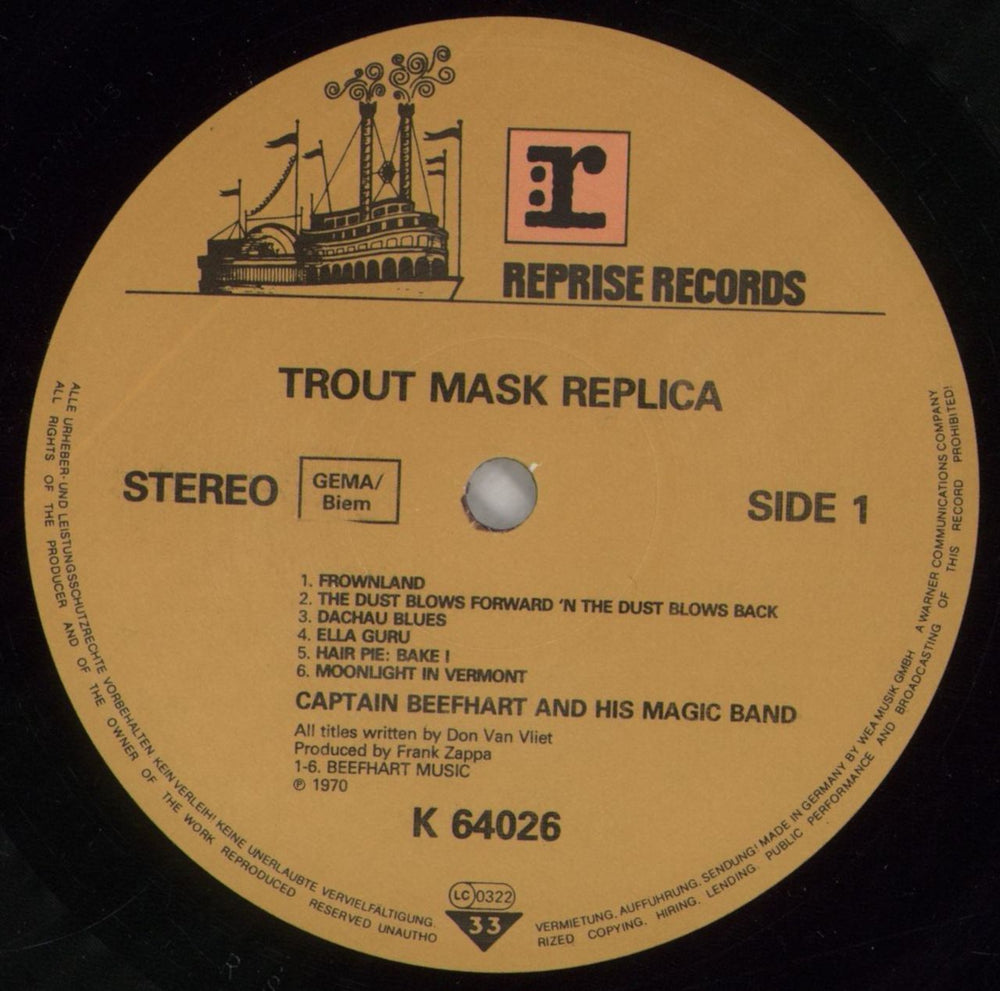 r
REPRISE RECORDS
TROUT MASK REPLICA
STEREO
GEMA/
Biem
SIDE 1
1. FROWNLAND
2. THE DUST BLOWS FORWARD 'N THE DUST BLOWS BACK
3. DACHAU BLUES
4. ELLA GURU
5. HAIR PIE: BAKE I
6. MOONLIGHT IN VERMONT
CAPTAIN BEEFHART AND HIS MAGIC BAND
All titles written by Don Van Vliet
Produced by Frank Zappa
1-6. BEEFHART MUSIC
℗ 1970
K 64026
LC 0322
33
ALLE URHEBER- UND LEISTUNGSSCHUTZRECHTE VORBEHALTEN. KEIN VERLEIH! KEINE UNERLAUBTE VERVIELFÄLTIGUNG. VERMIETUNG. AUFFÜHRUNG. SENDUNG! MADE IN GERMANY BY WEA MUSIK GMBH A WARNER COMMUNICATIONS COMPANY
ALL RIGHTS OF THE PRODUCER AND OF THE OWNER OF THE WORK REPRODUCED RESERVED UNAUTHORIZED COPYING. HIRING. LENDING. PUBLIC PERFORMANCE AND BROADCASTING OF THIS RECORD PROHIBITED!